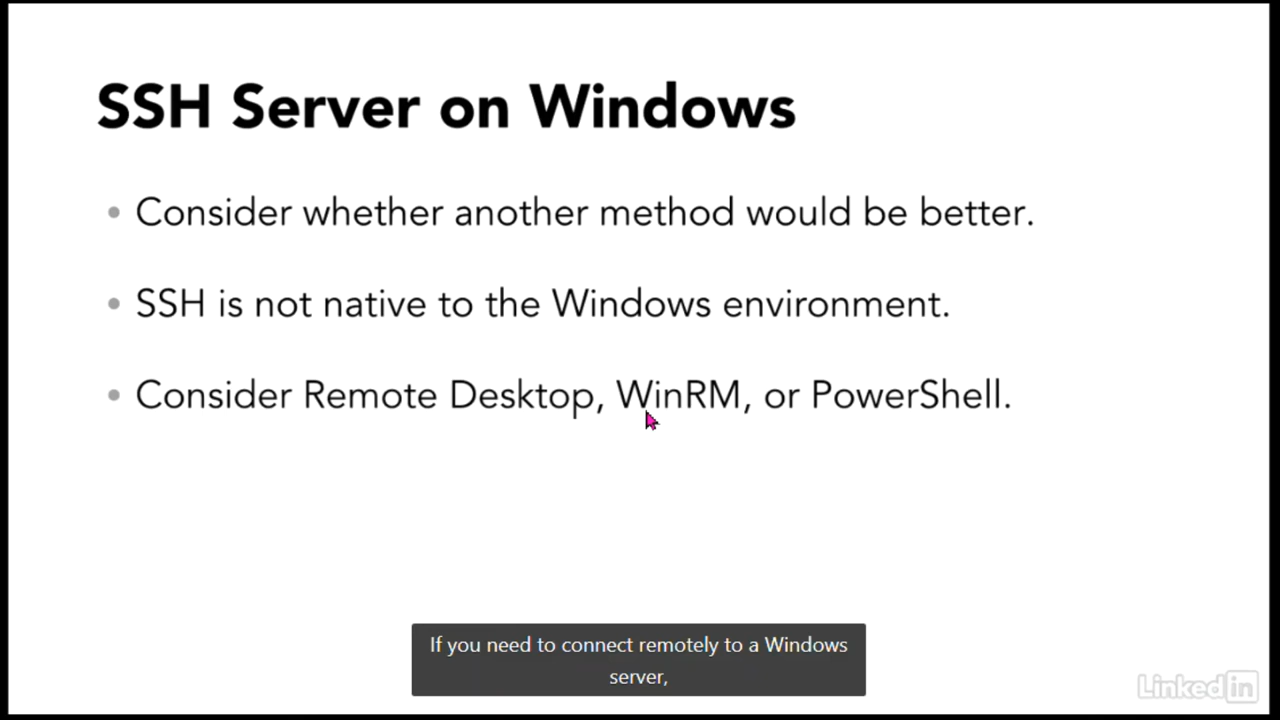 SSH Server on Windows
• Consider whether another method would be better.
• SSH is not native to the Windows environment.
• Consider Remote Desktop, WinRM, or PowerShell.
If you need to connect remotely to a Windows
server,
LinkedIn